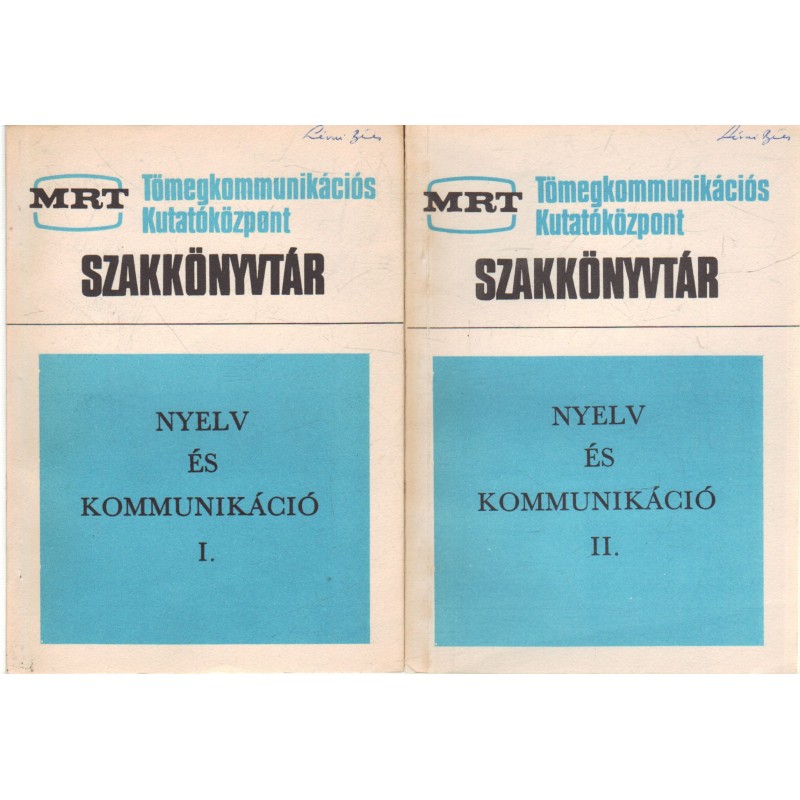 MRT
Tömegkommunikációs
Kutatóközpont
SZAKKÖNYVTÁR
NYELV
ÉS
KOMMUNIKÁCIÓ
I.
MRT
Tömegkommunikációs
Kutatóközpont
SZAKKÖNYVTÁR
NYELV
ÉS
KOMMUNIKÁCIÓ
II.